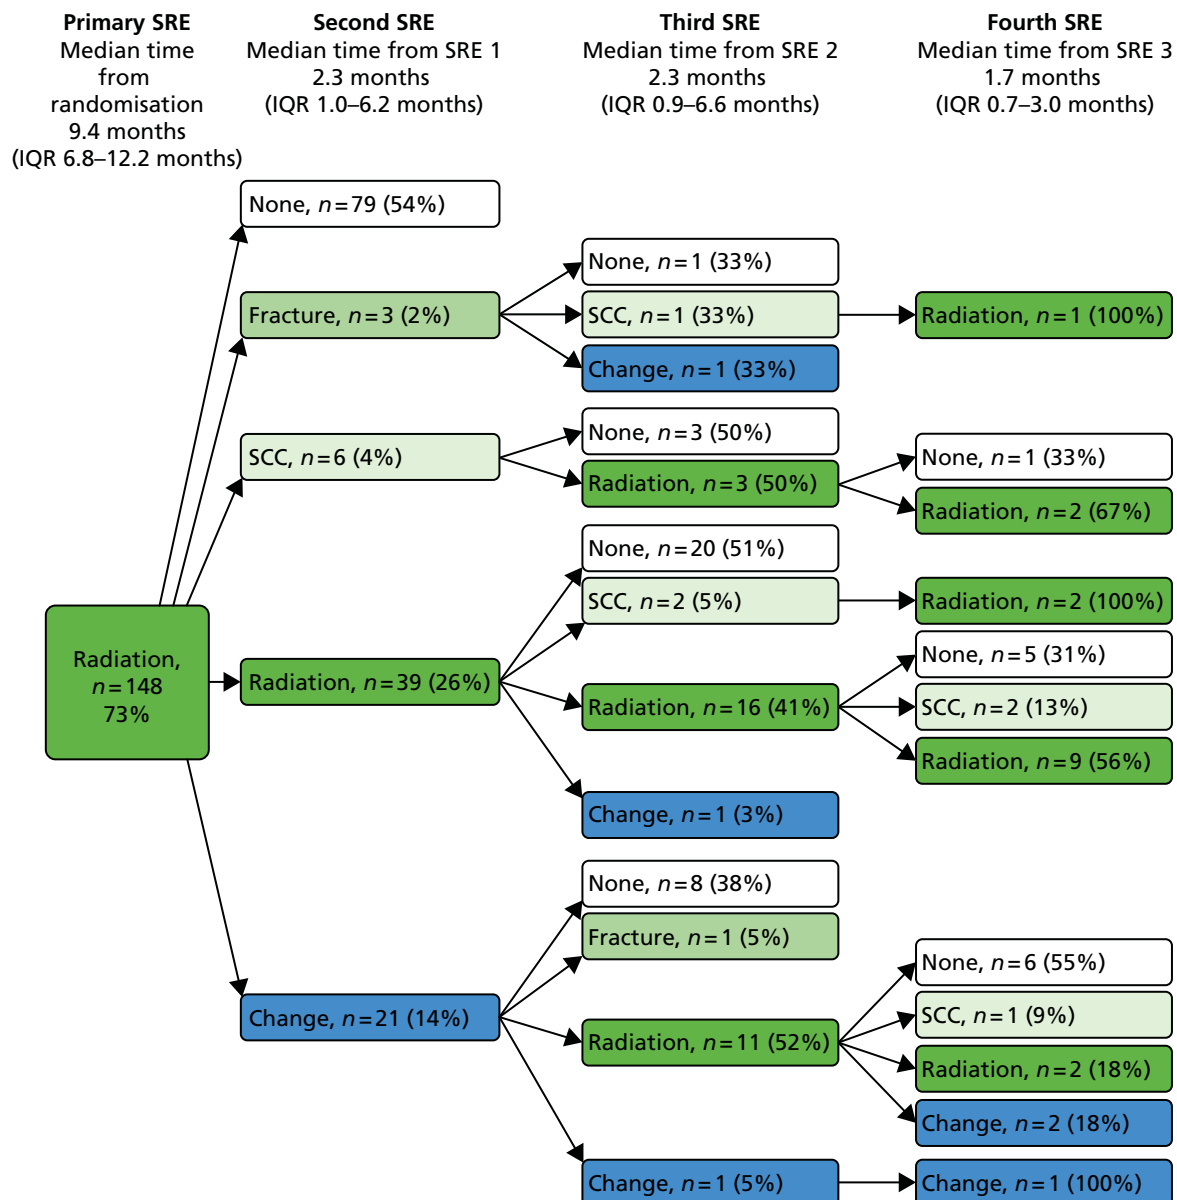 Primary SRE
Median time
from
randomisation
9.4 months
(IQR 6.8–12.2 months)
Second SRE
Median time from SRE 1
2.3 months
(IQR 1.0–6.2 months)
Third SRE
Median time from SRE 2
2.3 months
(IQR 0.9–6.6 months)
Fourth SRE
Median time from SRE 3
1.7 months
(IQR 0.7–3.0 months)
Radiation,
n=148
73%
None, n=79 (54%)
Fracture, n=3 (2%)
None, n=1 (33%)
SCC, n=1 (33%)
Radiation, n=1 (100%)
Change, n=1 (33%)
SCC, n=6 (4%)
None, n=3 (50%)
Radiation, n=3 (50%)
None, n=1 (33%)
Radiation, n=2 (67%)
Radiation, n=39 (26%)
None, n=20 (51%)
SCC, n=2 (5%)
Radiation, n=2 (100%)
Radiation, n=16 (41%)
None, n=5 (31%)
SCC, n=2 (13%)
Radiation, n=9 (56%)
Change, n=1 (3%)
Change, n=21 (14%)
None, n=8 (38%)
Fracture, n=1 (5%)
Radiation, n=11 (52%)
None, n=6 (55%)
SCC, n=1 (9%)
Radiation, n=2 (18%)
Change, n=2 (18%)
Change, n=1 (5%)
Change, n=1 (100%)